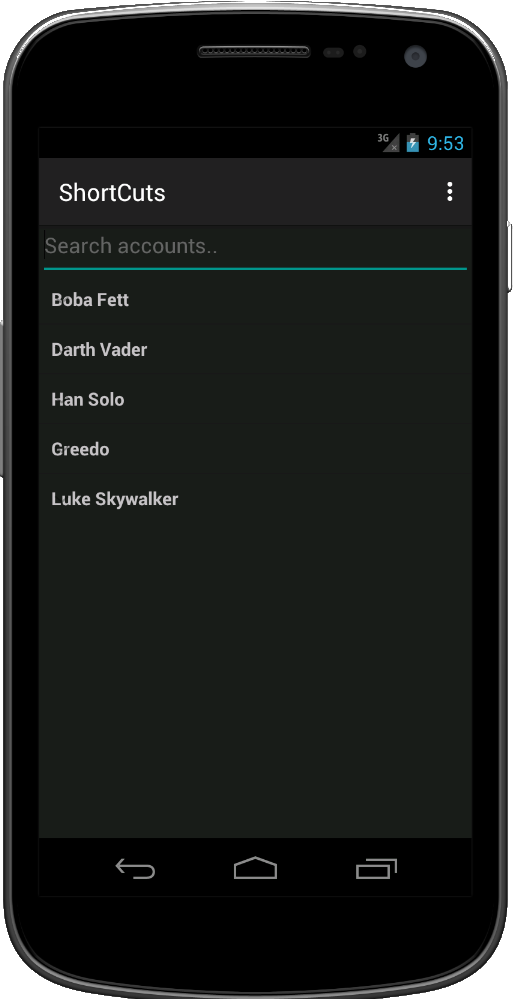 3G 9:53
ShortCuts
Search accounts..
Boba Fett
Darth Vader
Han Solo
Greedo
Luke Skywalker